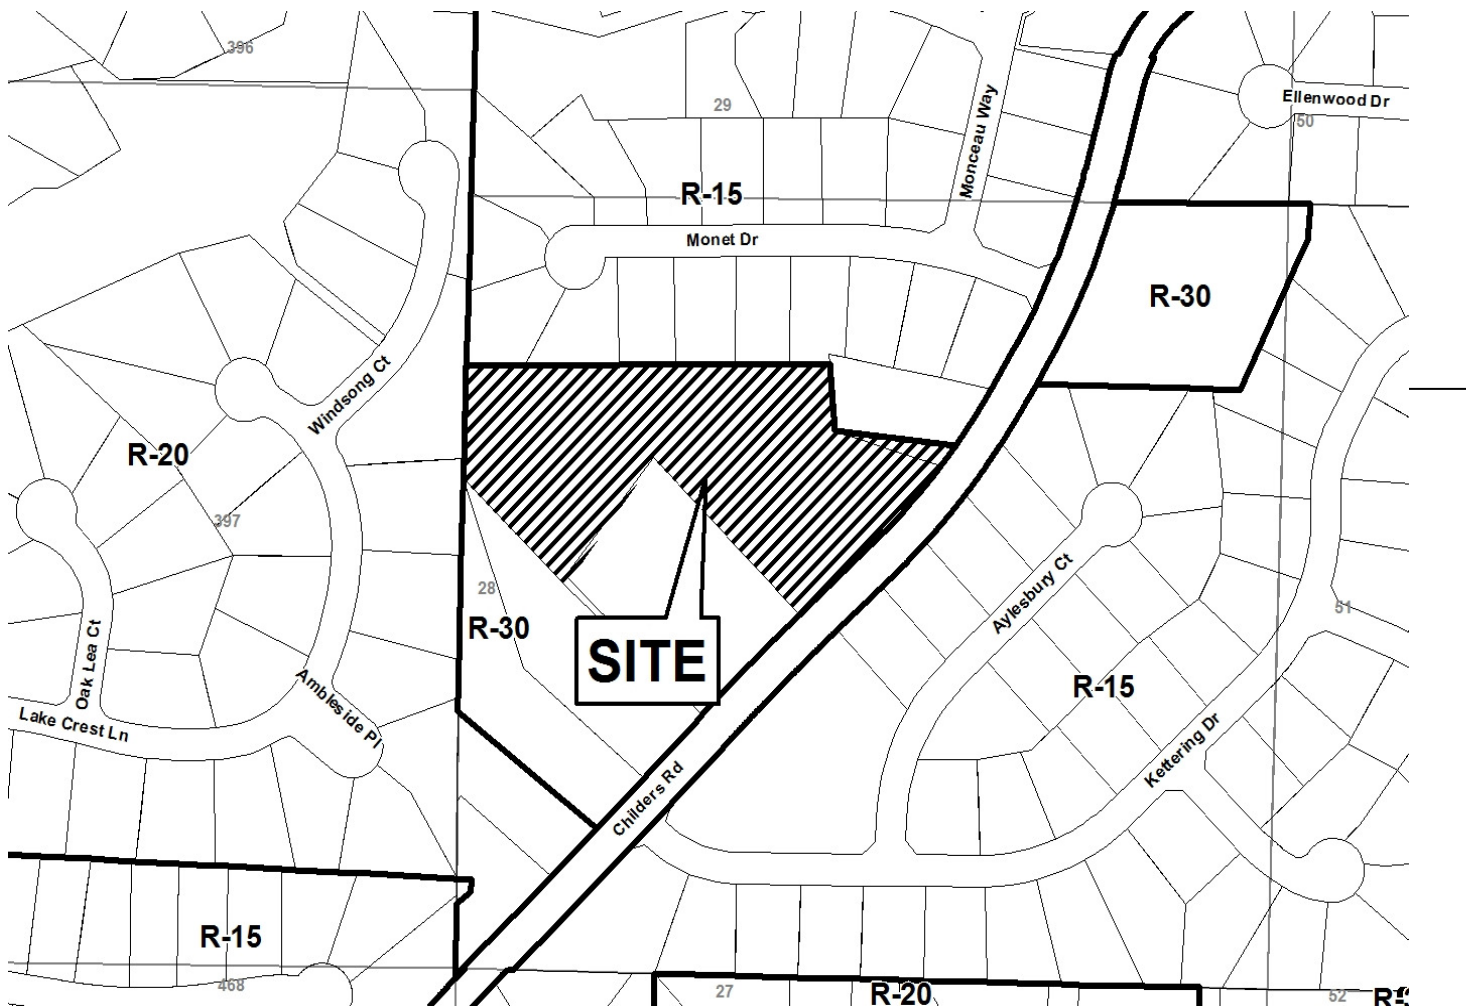 396
29
Monceau Way
Ellenwood Dr
50
R-15
Monet Dr
R-30
Windsong Ct
R-20
397
28
R-30
SITE
Aylesbury Ct
51
R-15
Oak Lea Ct
Ambleside Pl
Lake Crest Ln
Kettering Dr
Childers Rd
R-15
468
27
R-20
52